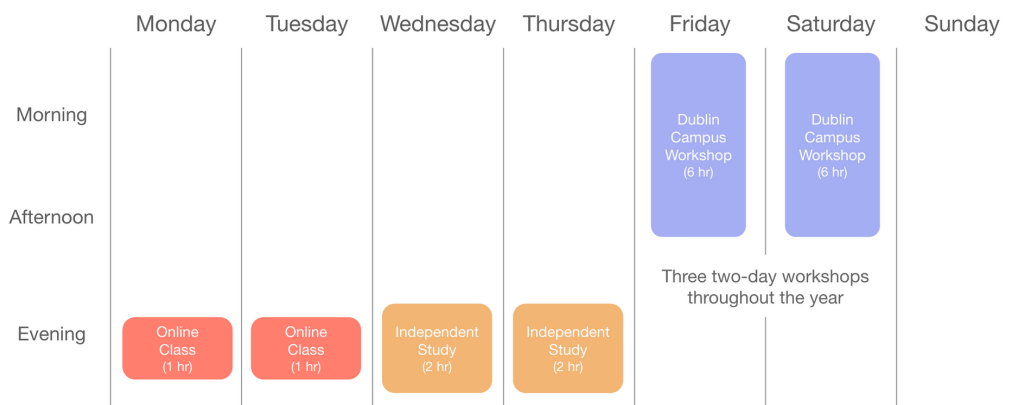 Monday Tuesday Wednesday Thursday Friday Saturday Sunday
Morning
Dublin
Campus
Workshop
(6 hr)
Dublin
Campus
Workshop
(6 hr)
Afternoon
Three two-day workshops
throughout the year
Evening
Online
Class
(1 hr)
Online
Class
(1 hr)
Independent
Study
(2 hr)
Independent
Study
(2 hr)